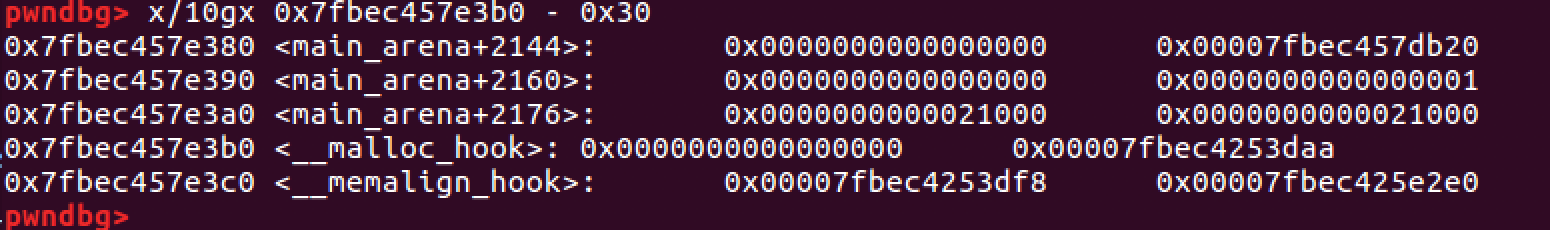 pwndbg> x/10gx 0x7fbec457e3b0 - 0x30
0x7fbec457e380 <main_arena+2144>: 0x0000000000000000 0x00007fbec457db20
0x7fbec457e390 <main_arena+2160>: 0x0000000000000000 0x0000000000000001
0x7fbec457e3a0 <main_arena+2176>: 0x0000000000021000 0x0000000000021000
0x7fbec457e3b0 <__malloc_hook>: 0x0000000000000000 0x00007fbec4253daa
0x7fbec457e3c0 <__memalign_hook>: 0x00007fbec4253df8 0x00007fbec425e2e0
pwndbg>